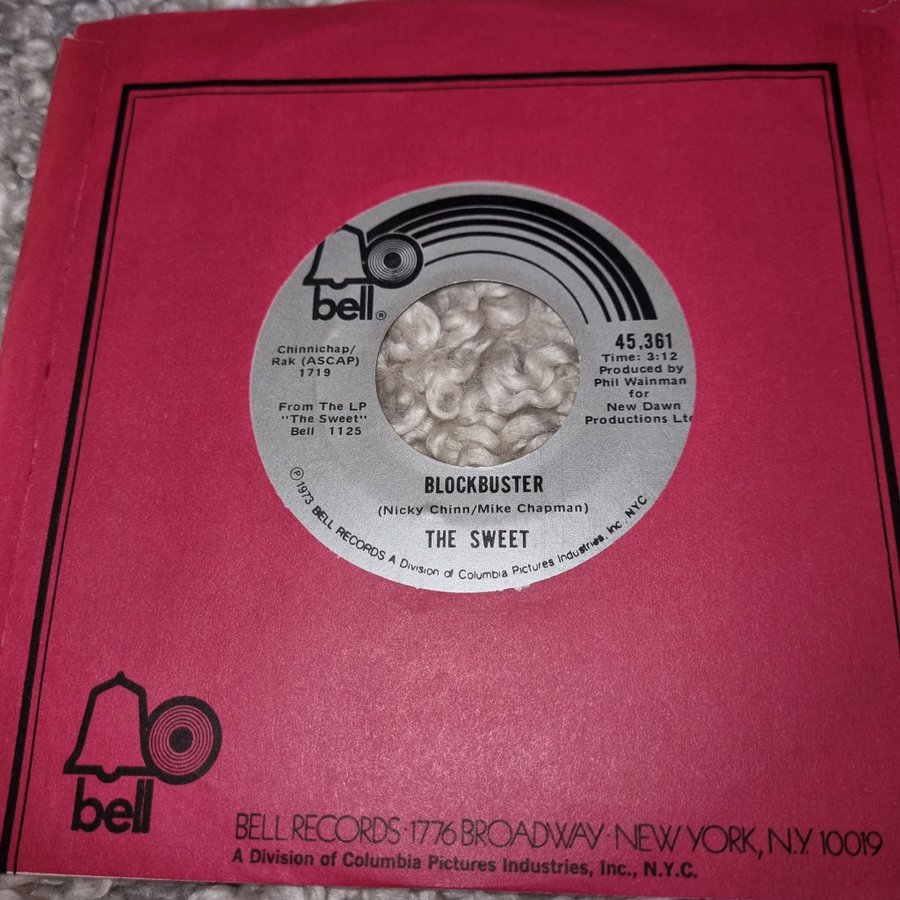 bell®
Chinnichap/
Rak (ASCAP)
1719
From The LP
"The Sweet"
Bell 1125
45,361
Time: 3:12
Produced by
Phil Wainman
for
New Dawn
Productions Ltd
BLOCKBUSTER
(Nicky Chinn/Mike Chapman)
THE SWEET
℗ 1973 BELL RECORDS A Division of Columbia Pictures Industries, Inc., NYC
bell
BELL RECORDS · 1776 BROADWAY · NEW YORK, N.Y. 10019
A Division of Columbia Pictures Industries, Inc., N.Y.C.